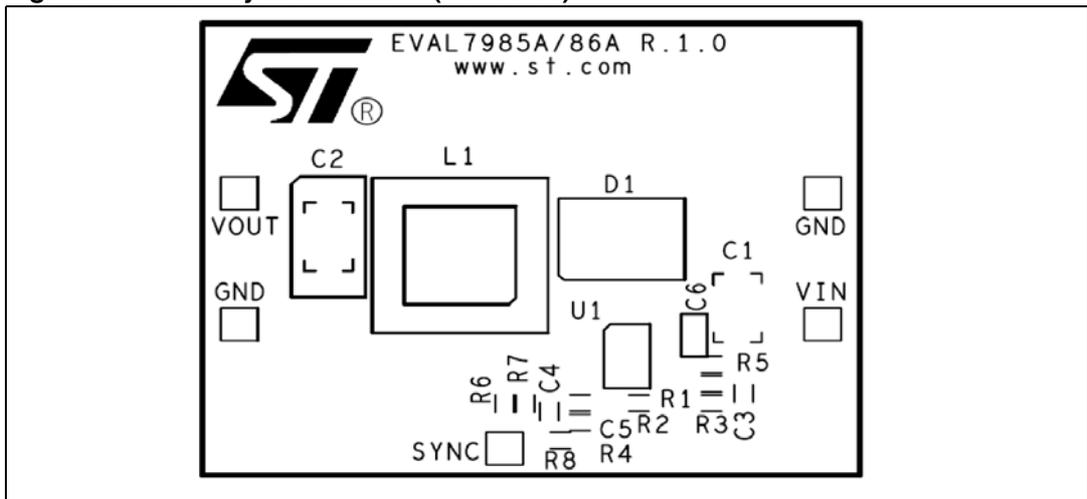 EVAL7985A/86A R.1.0
www.st.com
ST®
C2
L1
D1
VOUT
GND
C1
GND
VIN
U1
C6
R5
R6
R7
C4
R1
R2
R3
C3
C5
R4
SYNC
R8